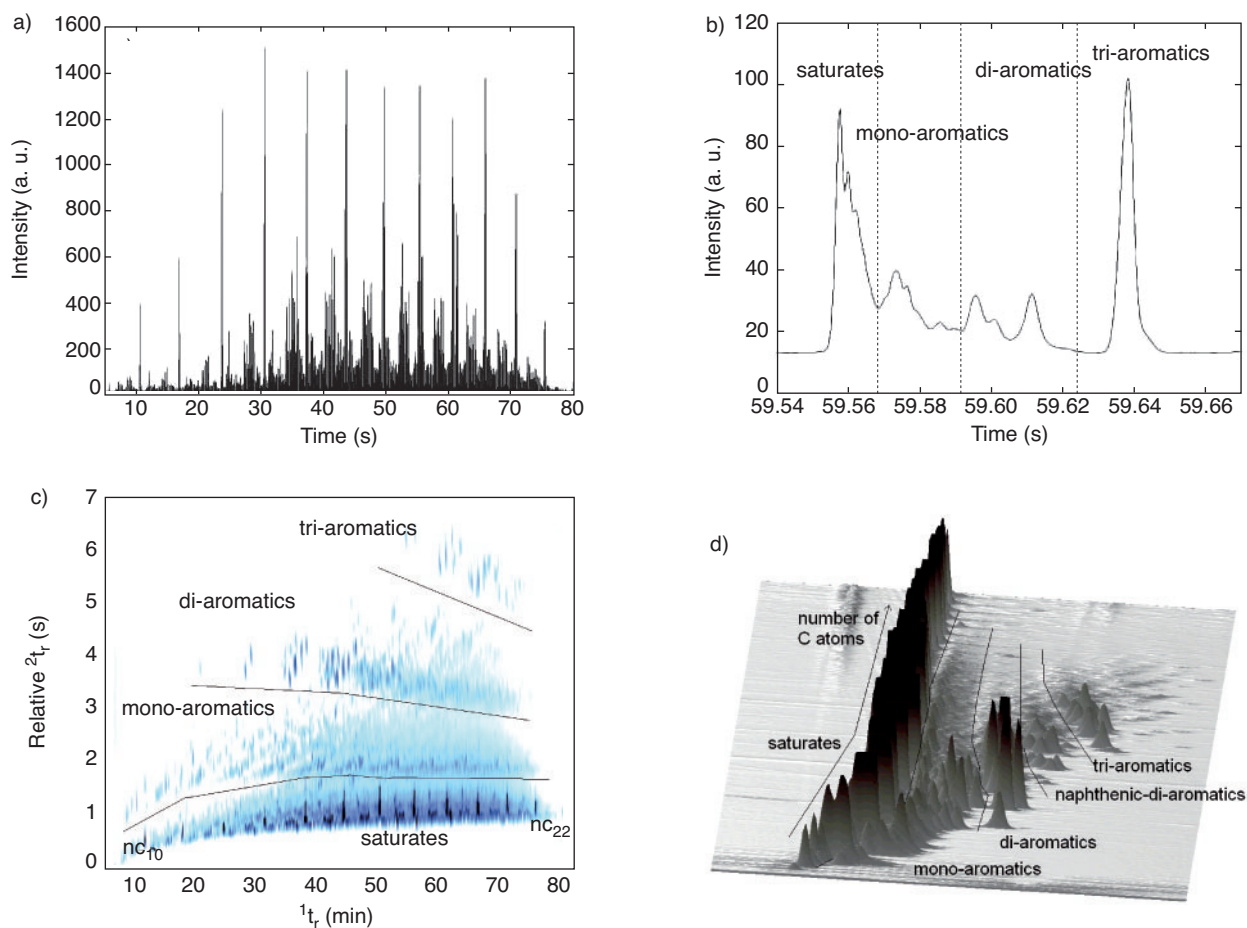 a)
1600
1400
1200
1000
800
600
400
200
0
Intensity (a. u.)
10 20 30 40 50 60 70 80
Time (s)
b)
120
100
80
60
40
20
0
Intensity (a. u.)
saturates
mono-aromatics
di-aromatics
tri-aromatics
59.54 59.56 59.58 59.60 59.62 59.64 59.66
Time (s)
c)
7
6
5
4
3
2
1
0
Relative ²tᵣ (s)
tri-aromatics
di-aromatics
mono-aromatics
saturates
nc₁₀
nc₂₂
10 20 30 40 50 60 70 80
¹tᵣ (min)
d)
number of
C atoms
saturates
tri-aromatics
naphthenic-di-aromatics
di-aromatics
mono-aromatics